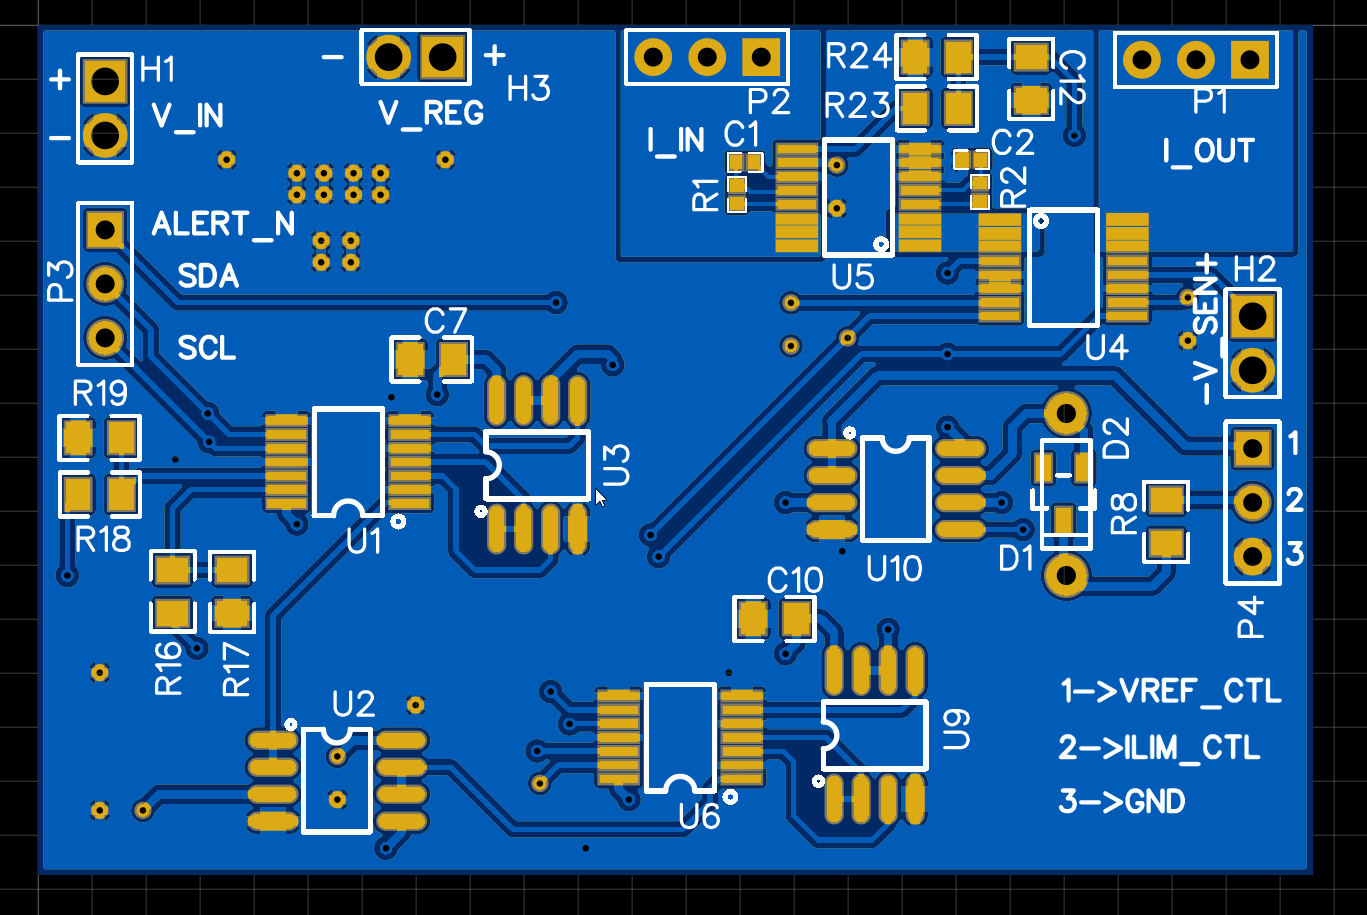 + H1
V_IN
-
- +
V_REG H3
P2
I_IN
R24
R23
C12
P1
I_OUT
C1
R1
C2
R2
U5
ALERT_N
P3
SDA
SCL
C7
H2
-V_SEN+
U4
R19
R18
U1
U3
U10
D2
D1
R8
1
2
3
P4
R16
R17
C10
U2
U6
U9
1->VREF_CTL
2->ILIM_CTL
3->GND